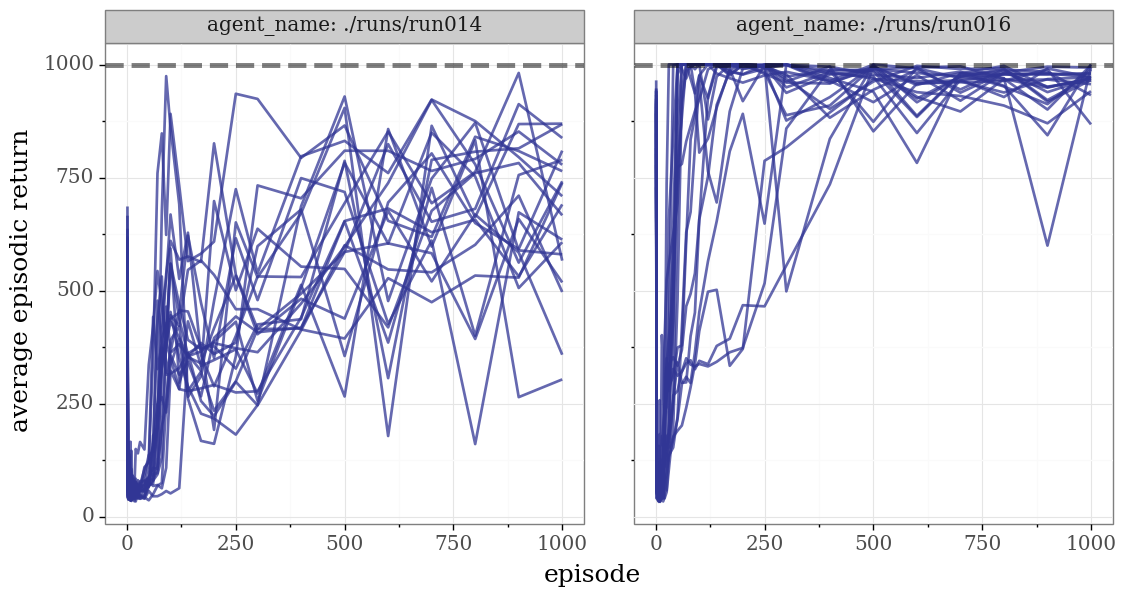 agent_name: ./runs/run014
agent_name: ./runs/run016
average episodic return
1000
750
500
250
0
0 250 500 750 1000
0 250 500 750 1000
episode